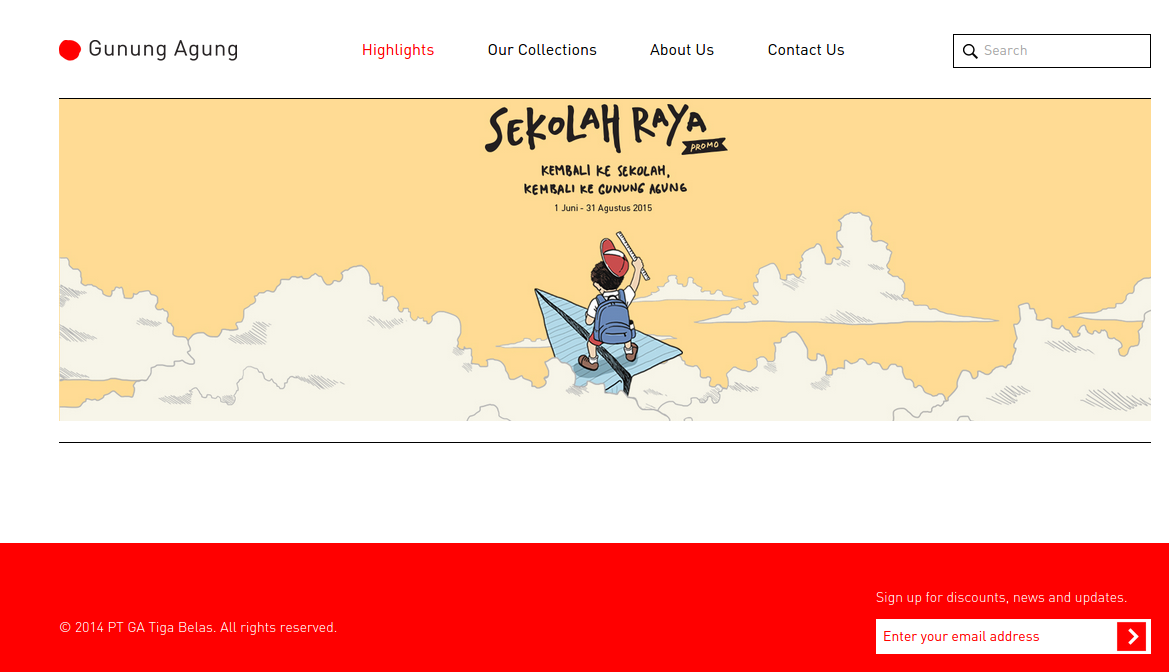 Gunung Agung
Highlights
Our Collections
About Us
Contact Us
Search
SEKOLAH RAYA
PROMO
KEMBALI KE SEKOLAH,
KEMBALI KE GUNUNG AGUNG
1 Juni - 31 Agustus 2015
Sign up for discounts, news and updates.
© 2014 PT GA Tiga Belas. All rights reserved.
Enter your email address